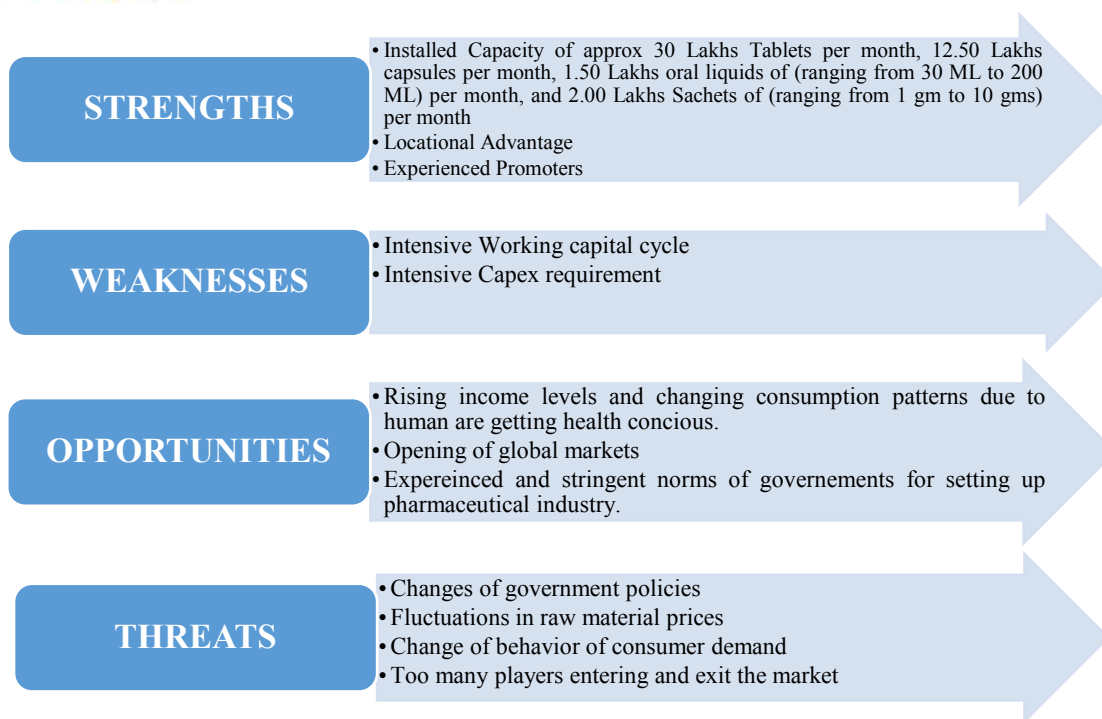 STRENGTHS
• Installed Capacity of approx 30 Lakhs Tablets per month, 12.50 Lakhs
capsules per month, 1.50 Lakhs oral liquids of (ranging from 30 ML to 200
ML) per month, and 2.00 Lakhs Sachets of (ranging from 1 gm to 10 gms)
per month
• Locational Advantage
• Experienced Promoters
WEAKNESSES
• Intensive Working capital cycle
• Intensive Capex requirement
OPPORTUNITIES
• Rising income levels and changing consumption patterns due to
human are getting health concious.
• Opening of global markets
• Expereinced and stringent norms of governements for setting up
pharmaceutical industry.
THREATS
• Changes of government policies
• Fluctuations in raw material prices
• Change of behavior of consumer demand
• Too many players entering and exit the market